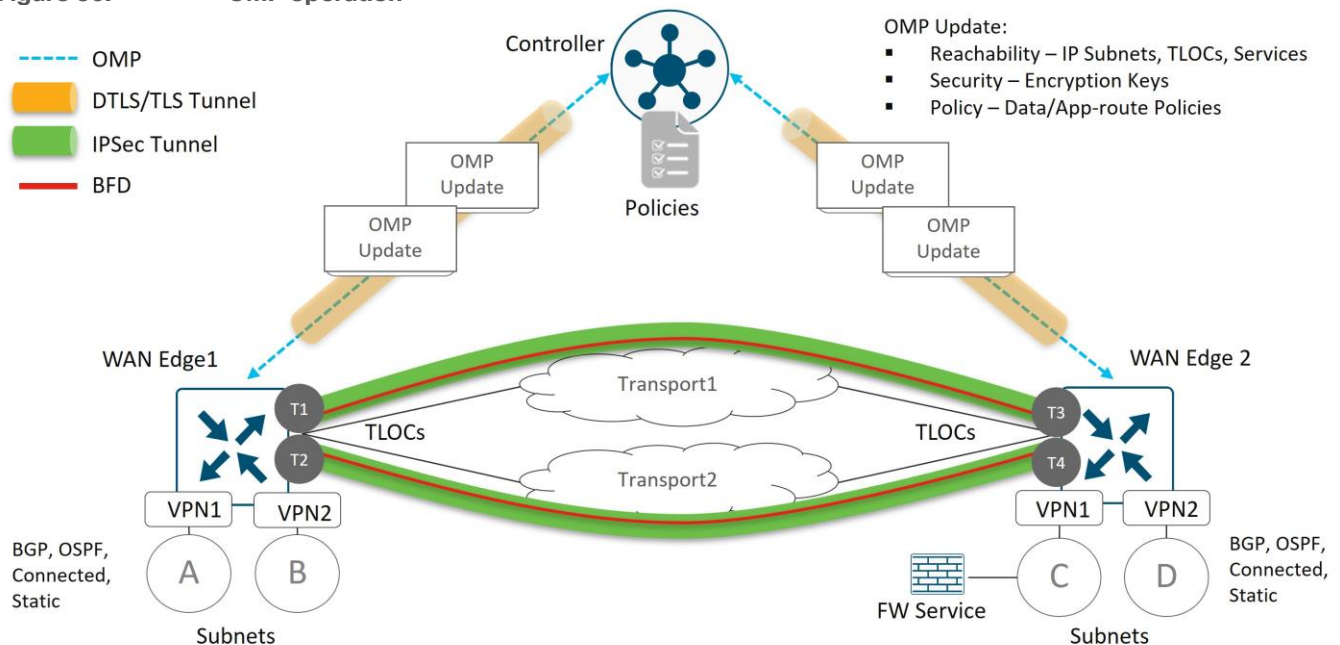 OMP
DTLS/TLS Tunnel
IPSec Tunnel
BFD
Controller
Policies
OMP Update:
▪ Reachability – IP Subnets, TLOCs, Services
▪ Security – Encryption Keys
▪ Policy – Data/App-route Policies
OMP
Update
OMP
Update
OMP
Update
OMP
Update
WAN Edge1
WAN Edge 2
T1
T2
TLOCs
Transport1
Transport2
TLOCs
T3
T4
VPN1
VPN2
BGP, OSPF,
Connected,
Static
A
B
Subnets
VPN1
VPN2
FW Service
C
D
BGP, OSPF,
Connected,
Static
Subnets